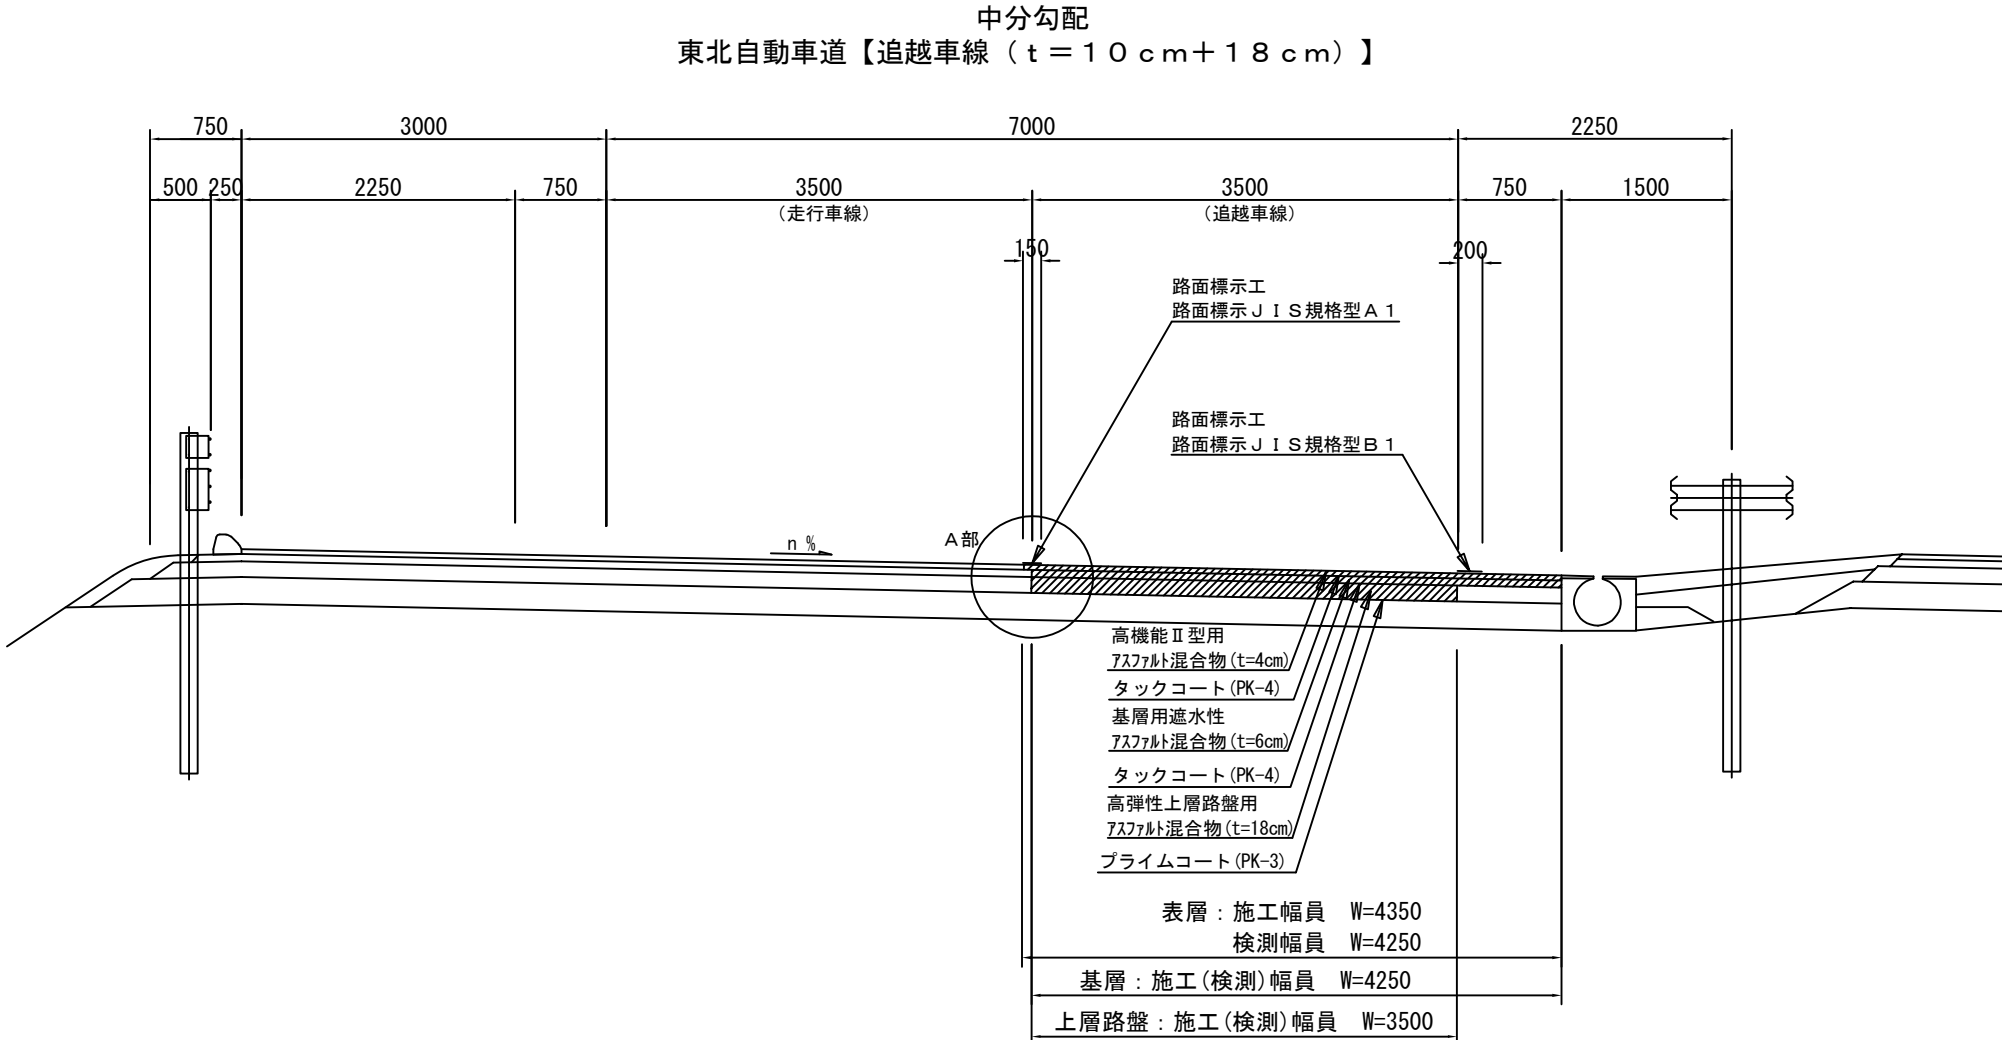 中分勾配
東北自動車道【追越車線（ｔ＝１０ｃｍ＋１８ｃｍ）】
750
3000
7000
2250
500
250
2250
750
3500
3500
750
1500
（走行車線）
（追越車線）
150
200
路面標示工
路面標示ＪＩＳ規格型Ａ１
路面標示工
路面標示ＪＩＳ規格型Ｂ１
n %
Ａ部
高機能Ⅱ型用
ｱｽﾌｧﾙﾄ混合物(t=4cm)
タックコート(PK-4)
基層用遮水性
ｱｽﾌｧﾙﾄ混合物(t=6cm)
タックコート(PK-4)
高弾性上層路盤用
ｱｽﾌｧﾙﾄ混合物(t=18cm)
プライムコート(PK-3)
表層：施工幅員　W=4350
検測幅員　W=4250
基層：施工(検測)幅員　W=4250
上層路盤：施工(検測)幅員　W=3500